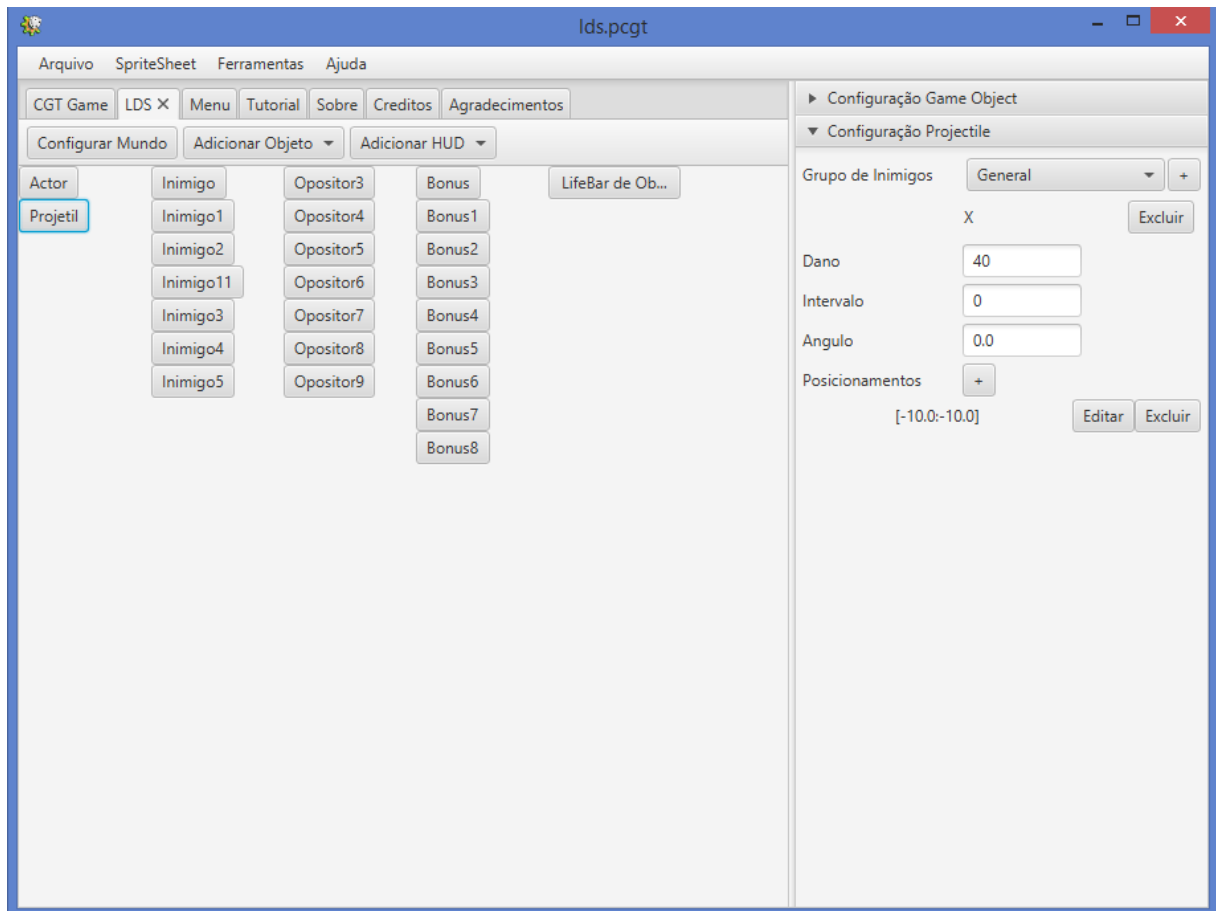 lds.pcgt
Arquivo SpriteSheet Ferramentas Ajuda
CGT Game LDS X Menu Tutorial Sobre Creditos Agradecimentos
Configurar Mundo Adicionar Objeto Adicionar HUD
Actor Inimigo Opositor3 Bonus LifeBar de Ob...
Projetil Inimigo1 Opositor4 Bonus1
Inimigo2 Opositor5 Bonus2
Inimigo11 Opositor6 Bonus3
Inimigo3 Opositor7 Bonus4
Inimigo4 Opositor8 Bonus5
Inimigo5 Opositor9 Bonus6
Bonus7
Bonus8
Configuração Game Object
Configuração Projectile
Grupo de Inimigos General +
X Excluir
Dano 40
Intervalo 0
Angulo 0.0
Posicionamentos +
[-10.0:-10.0] Editar Excluir